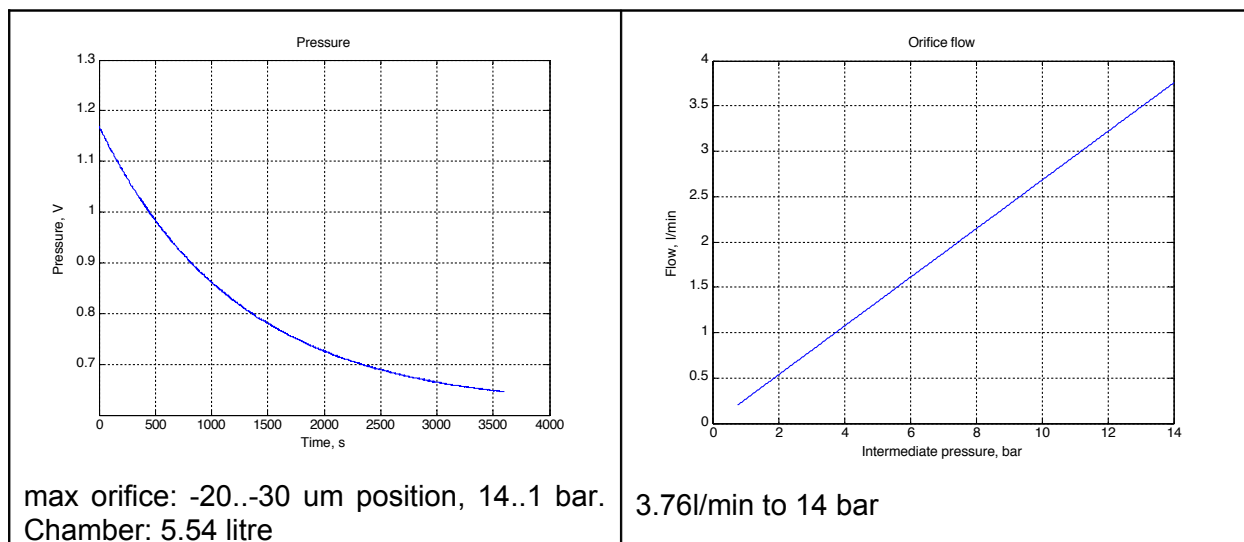 Pressure
1.3
1.2
1.1
1
0.9
0.8
0.7
Pressure, V
0 500 1000 1500 2000 2500 3000 3500 4000
Time, s
max orifice: -20..-30 um position, 14..1 bar.
Chamber: 5.54 litre
Orifice flow
4
3.5
3
2.5
2
1.5
1
0.5
0
Flow, l/min
0 2 4 6 8 10 12 14
Intermediate pressure, bar
3.76l/min to 14 bar